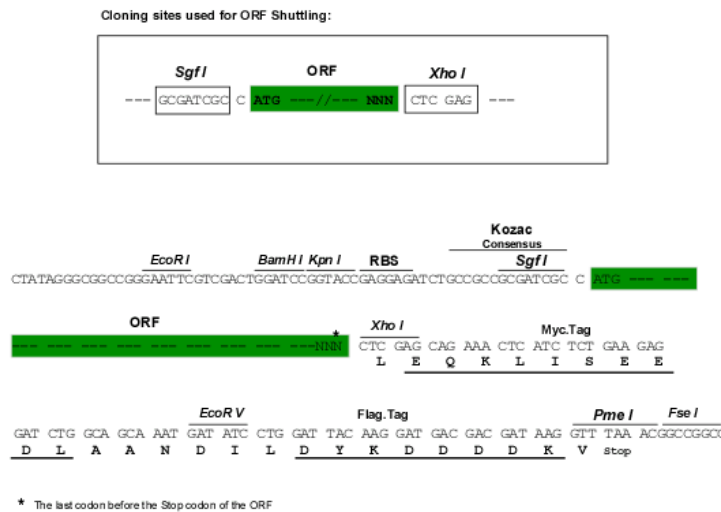 Cloning sites used for ORF Shuttling:
Sgf I ORF Xho I
--- GCGATCGC C ATG ---//--- NNN CTC GAG ---
Kozac
Consensus
EcoR I BamH I Kpn I RBS Sgf I
CTATAGGGCGGCCGGGAATTCGTCGACTGGATCCGGTACCGAGGAGATCTGCCGCCGCGATCGC C ATG --- --- ---
ORF
*
Xho I Myc.Tag
--- --- --- --- --- --- --- --- --- ---NNN CTC GAG CAG AAA CTC ATC TCT GAA GAG
L E Q K L I S E E
EcoR V Flag.Tag Pme I Fse I
GAT CTG GCA GCA AAT GAT ATC CTG GAT TAC AAG GAT GAC GAC GAT AAG GTT TAA ACGGCCGGCC
D L A A N D I L D Y K D D D D K V Stop
* The last codon before the Stop codon of the ORF